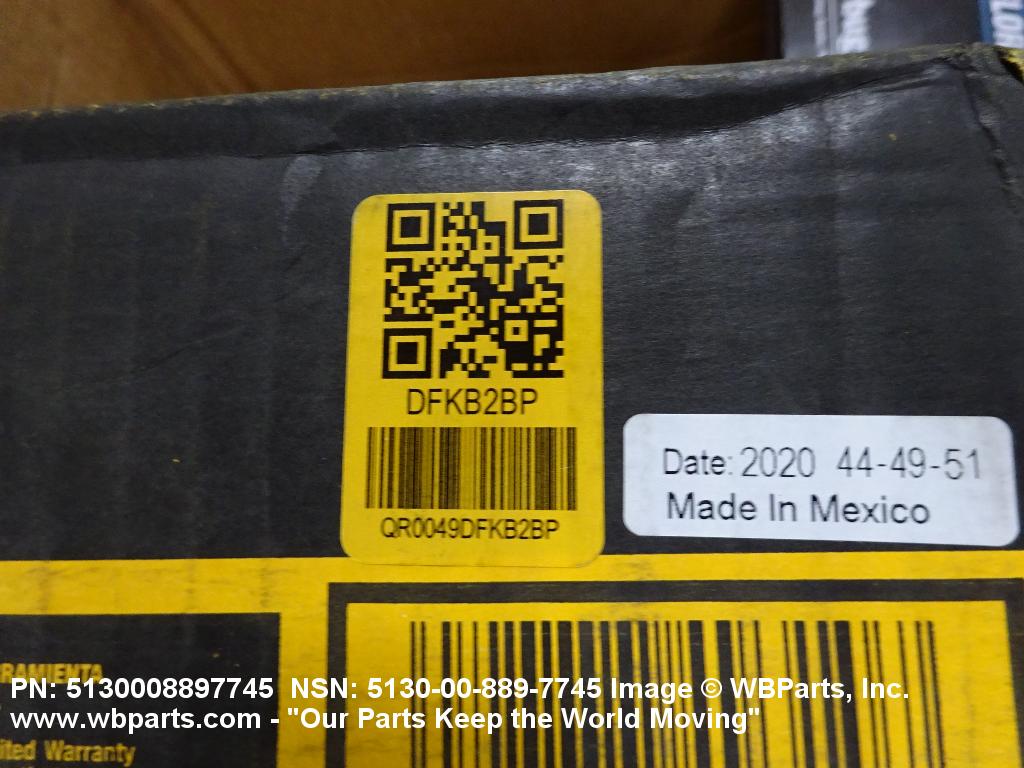 DFKB2BP
QR0049DFKB2BP
Date: 2020 44-49-51
Made In Mexico
PN: 5130008897745 NSN: 5130-00-889-7745 Image © WBParts, Inc.
www.wbparts.com - "Our Parts Keep the World Moving"
Warranty